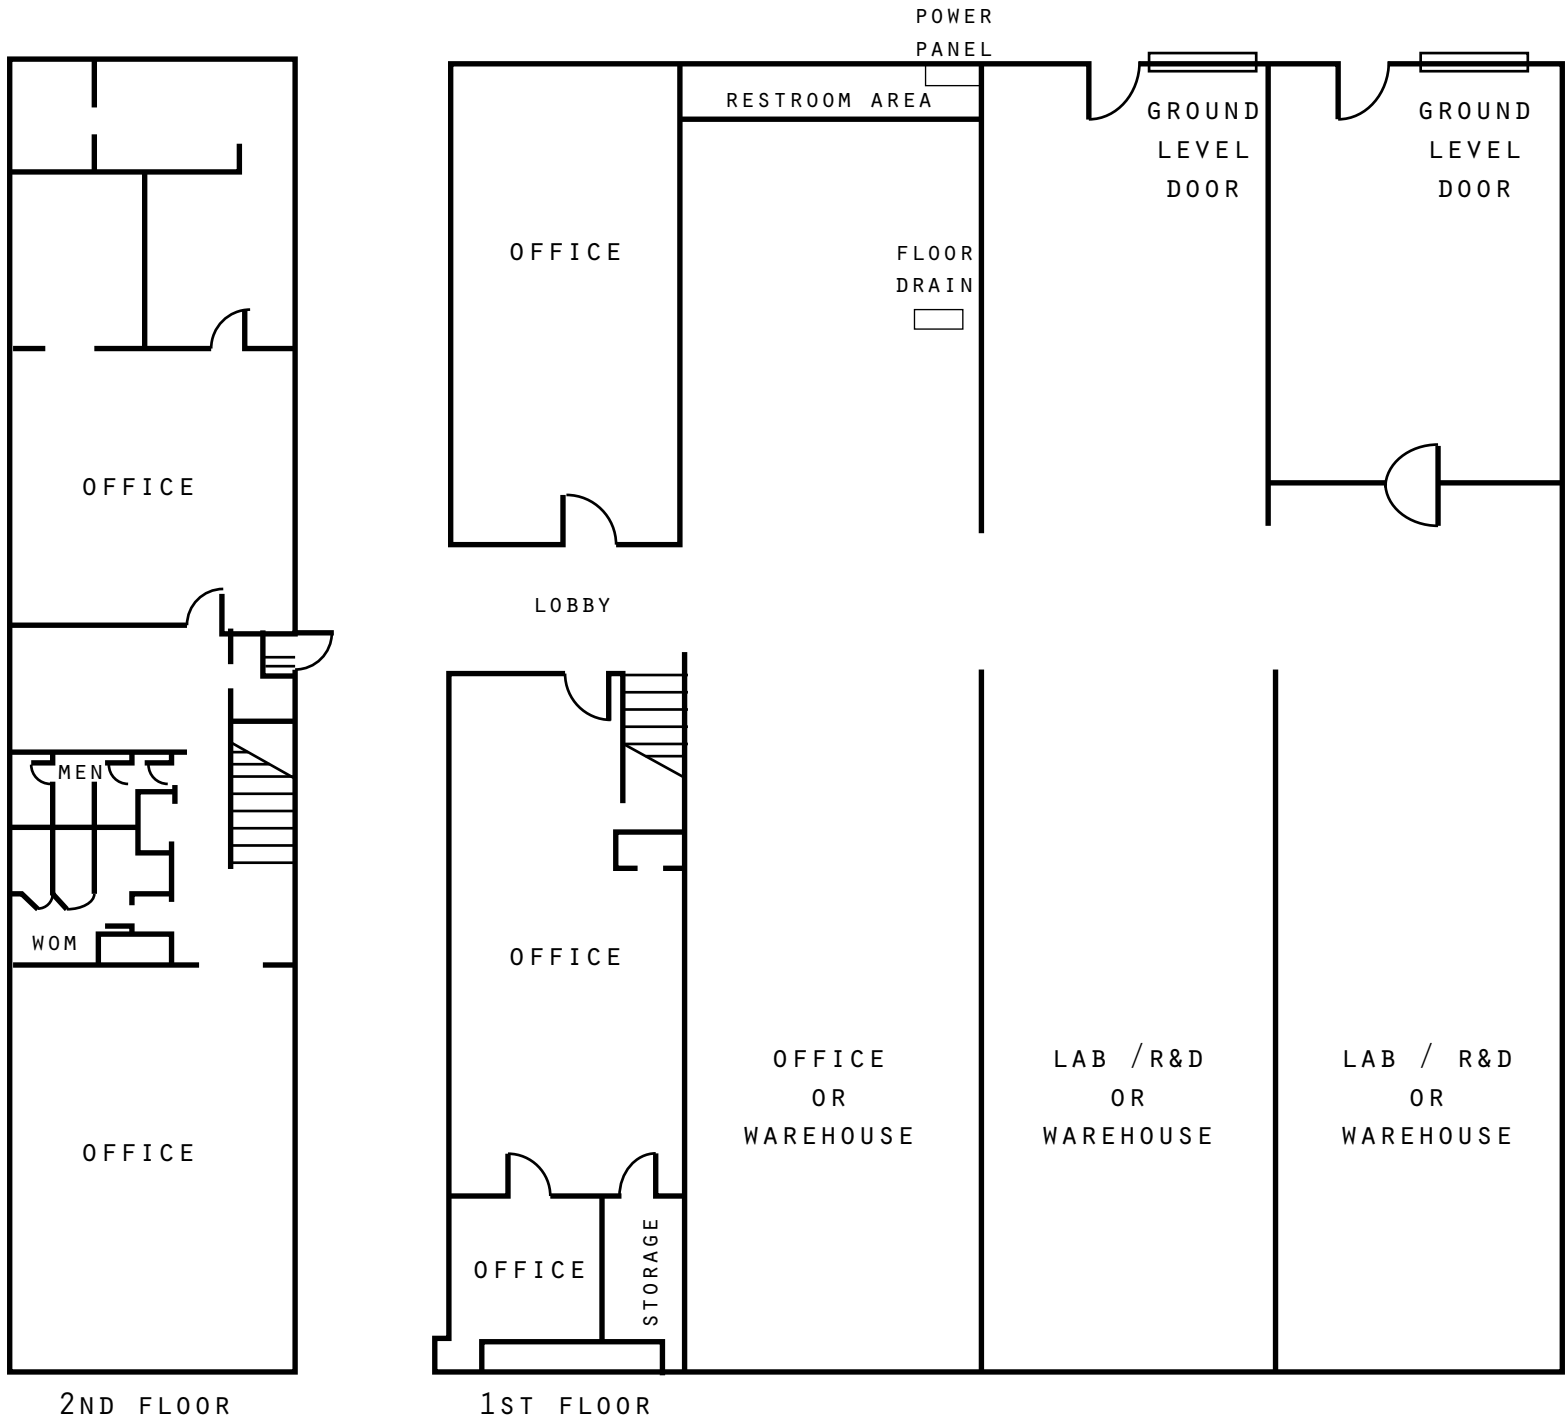 POWER
PANEL
RESTROOM AREA
GROUND
LEVEL
DOOR
GROUND
LEVEL
DOOR
OFFICE
FLOOR
DRAIN
OFFICE
LOBBY
MEN
WOM
OFFICE
OFFICE
OR
WAREHOUSE
LAB /R&D
OR
WAREHOUSE
LAB / R&D
OR
WAREHOUSE
OFFICE
OFFICE
STORAGE
2ND FLOOR
1ST FLOOR